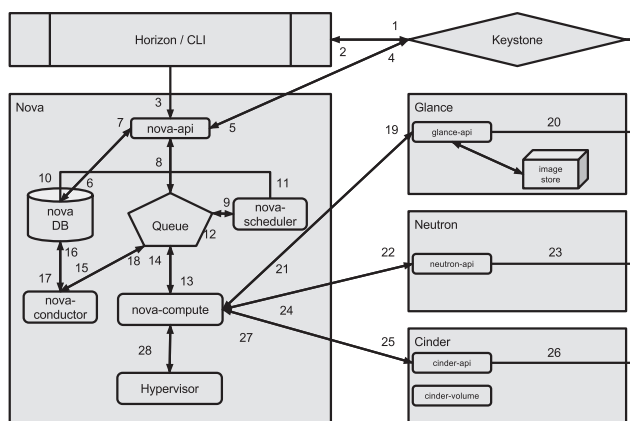 1
Horizon / CLI
Keystone
2
4
3
Nova
Glance
7
nova-api
5
19
glance-api
20
8
image
store
10
6
11
9
nova
DB
Queue
nova-
scheduler
12
Neutron
16
18
14
22
neutron-api
23
15
21
17
13
nova-
conductor
nova-compute
24
Cinder
27
25
26
28
cinder-api
Hypervisor
cinder-volume